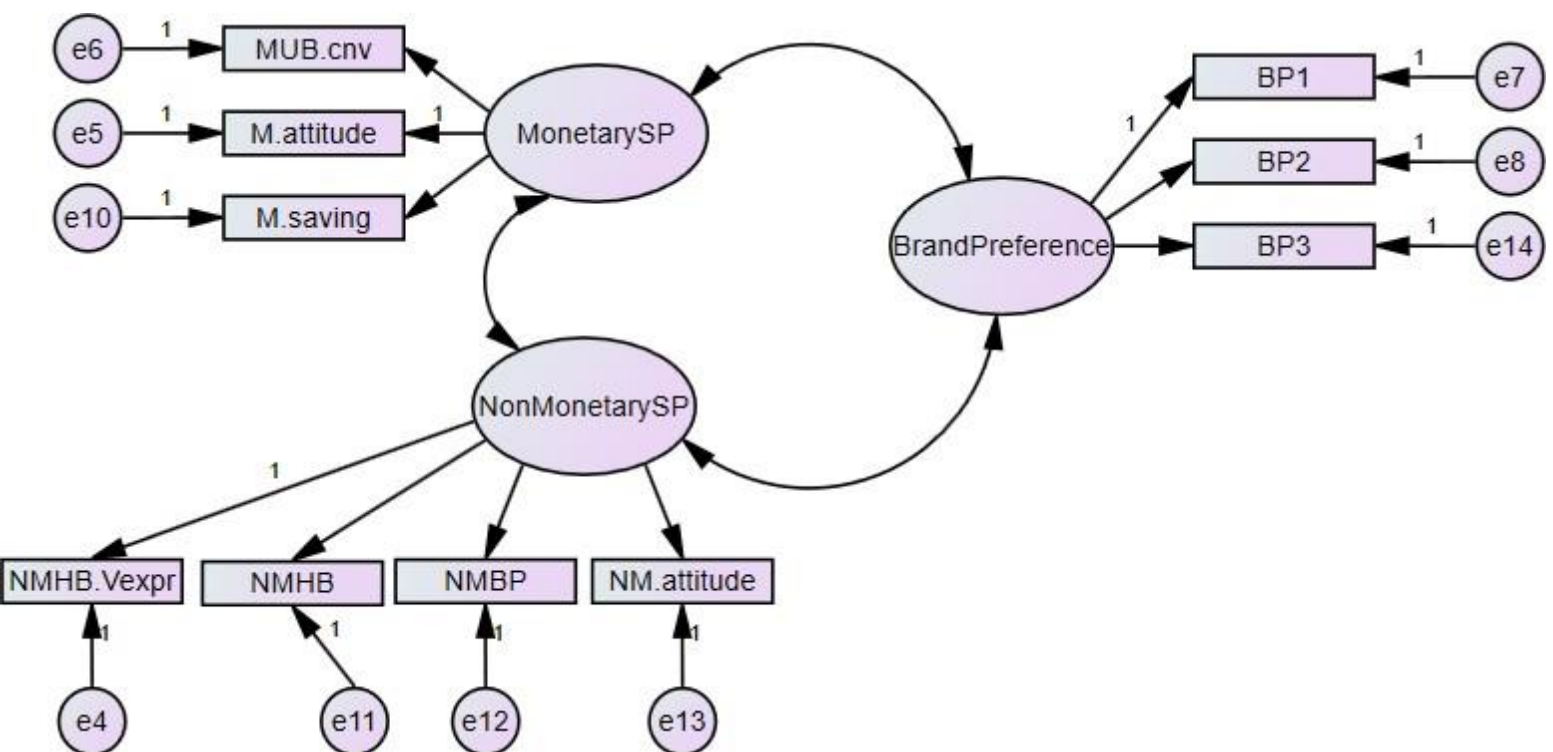 e6
1
MUB.cnv
e5
1
M.attitude
1
e10
1
M.saving
MonetarySP
BrandPreference
1
BP1
1
e7
BP2
1
e8
BP3
1
e14
NonMonetarySP
1
NMHB.Vexpr
NMHB
NMBP
NM.attitude
1
1
1
1
e4
e11
e12
e13